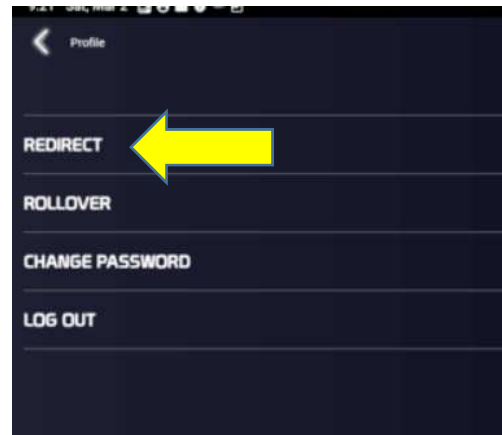 Profile
REDIRECT
ROLLOVER
CHANGE PASSWORD
LOG OUT